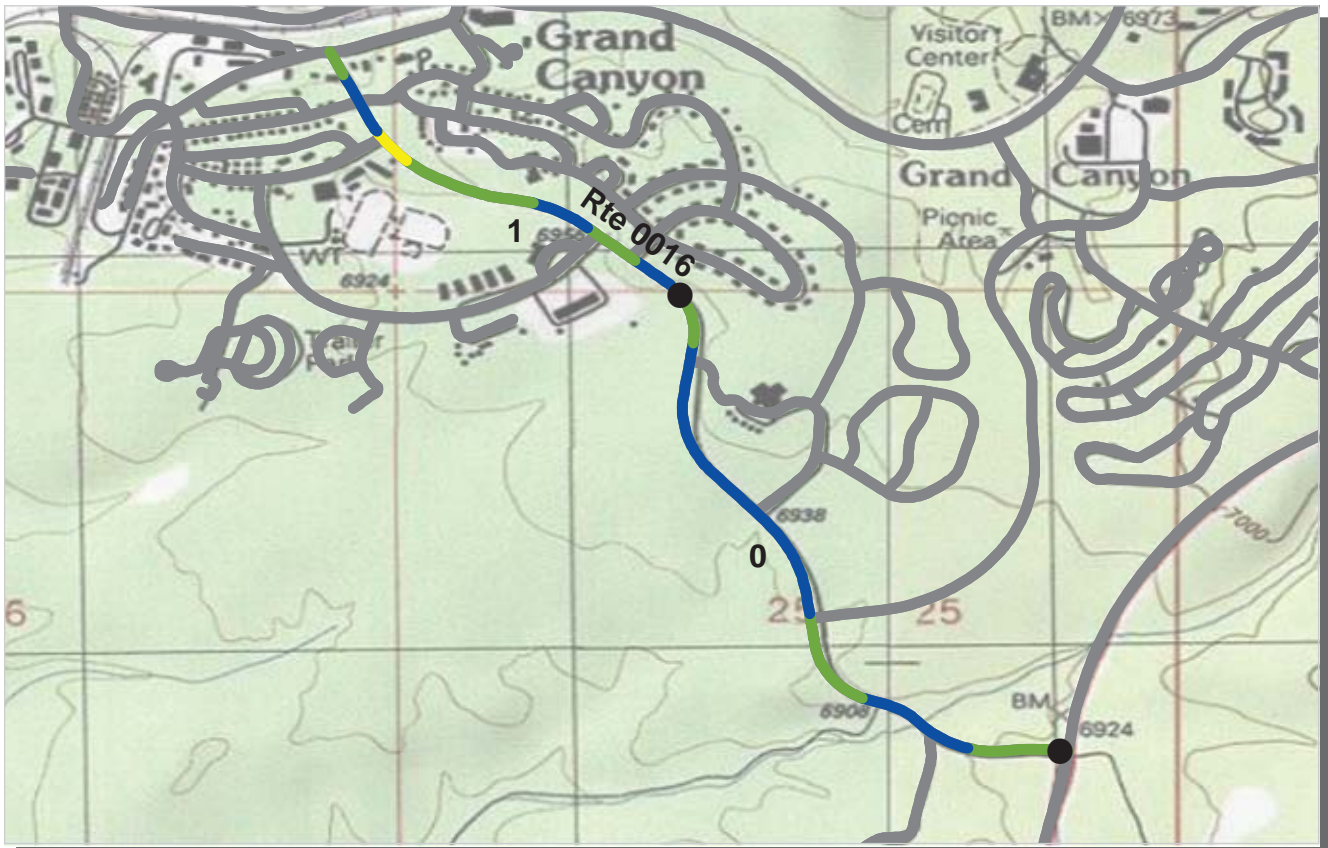 BM 6973
Grand
Canyon
Visitor
Center
P
Cem
Grand Canyon
Rte 0016
Picnic
Area
1
WT
6924
Trailer
6938
7000
0
6
25
25
BM
6908
6924